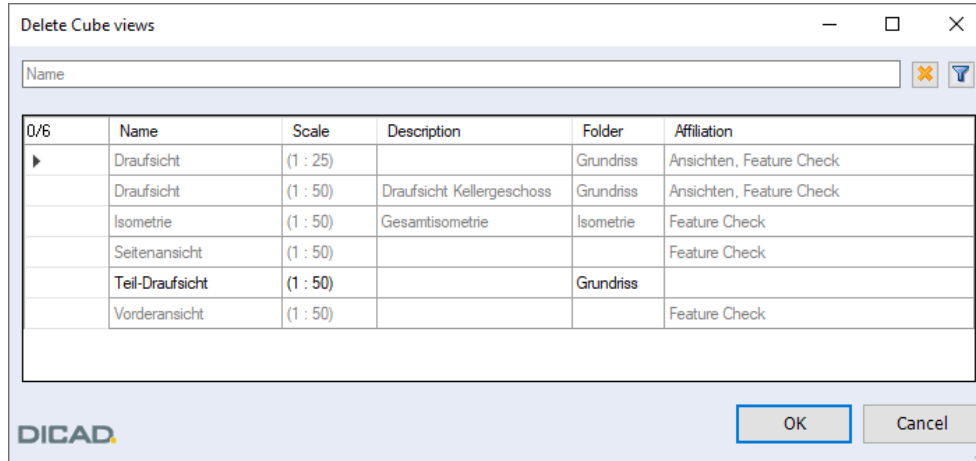 Delete Cube views
Name
0/6 Name Scale Description Folder Affiliation
Draufsicht (1 : 25) Grundriss Ansichten, Feature Check
Draufsicht (1 : 50) Draufsicht Kellergeschoss Grundriss Ansichten, Feature Check
Isometrie (1 : 50) Gesamtisometrie Isometrie Feature Check
Seitenansicht (1 : 50) Feature Check
Teil-Draufsicht (1 : 50) Grundriss
Vorderansicht (1 : 50) Feature Check
OK Cancel
DICAD.